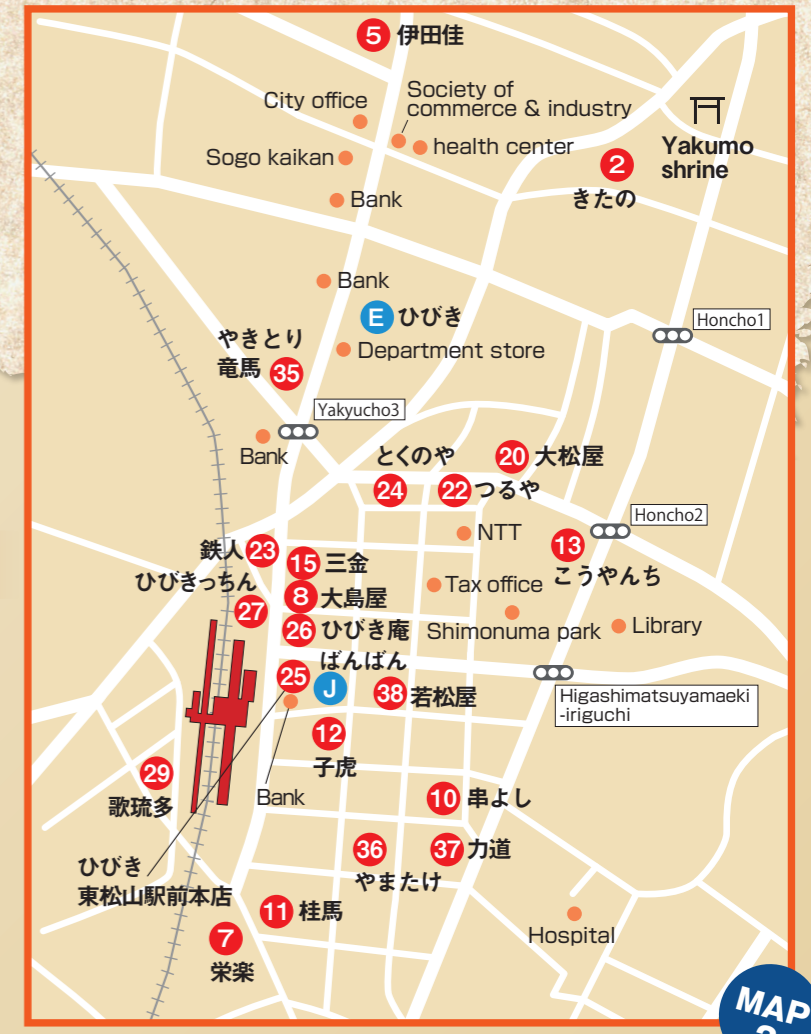 5 伊田佳
City office
Society of
commerce & industry
health center
Sogo kaikan
2
きたの
Yakumo
shrine
Bank
Bank
E ひびき
Department store
Honcho1
やきとり
竜馬 35
Yakyucho3
Bank
とくのや
24
22 つるや
20 大松屋
NTT
Honcho2
13
こうやんち
鉄人 23
15 三金
ひびきっちん
27
8 大島屋
Tax office
26 ひびき庵
Shimonuma park
Library
ばんばん
25
J
38 若松屋
Higashimatsuyamaeki
-iriguchi
12
子虎
29
歌琉多
Bank
10 串よし
ひびき
東松山駅前本店
36
やまたけ
37 力道
11 桂馬
7
栄楽
Hospital
MAP